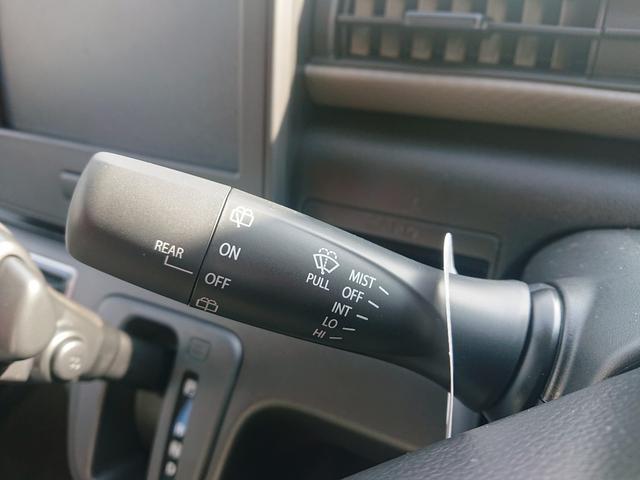 REAR
ON
OFF
PULL
MIST
OFF
INT
LO
HI